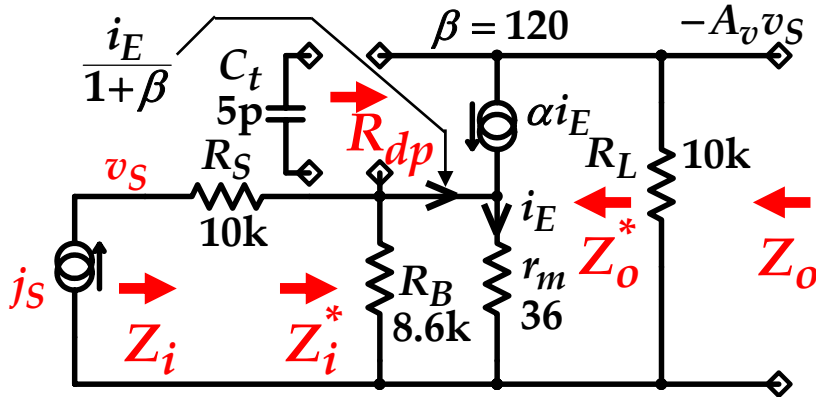 i_E
1+β
C_t
5p
β = 120
−A_v v_S
αi_E
R_dp
R_S
v_S
10k
R_L
10k
i_E
j_S
Z_i
Z_i^*
R_B
8.6k
r_m
36
Z_o^*
Z_o